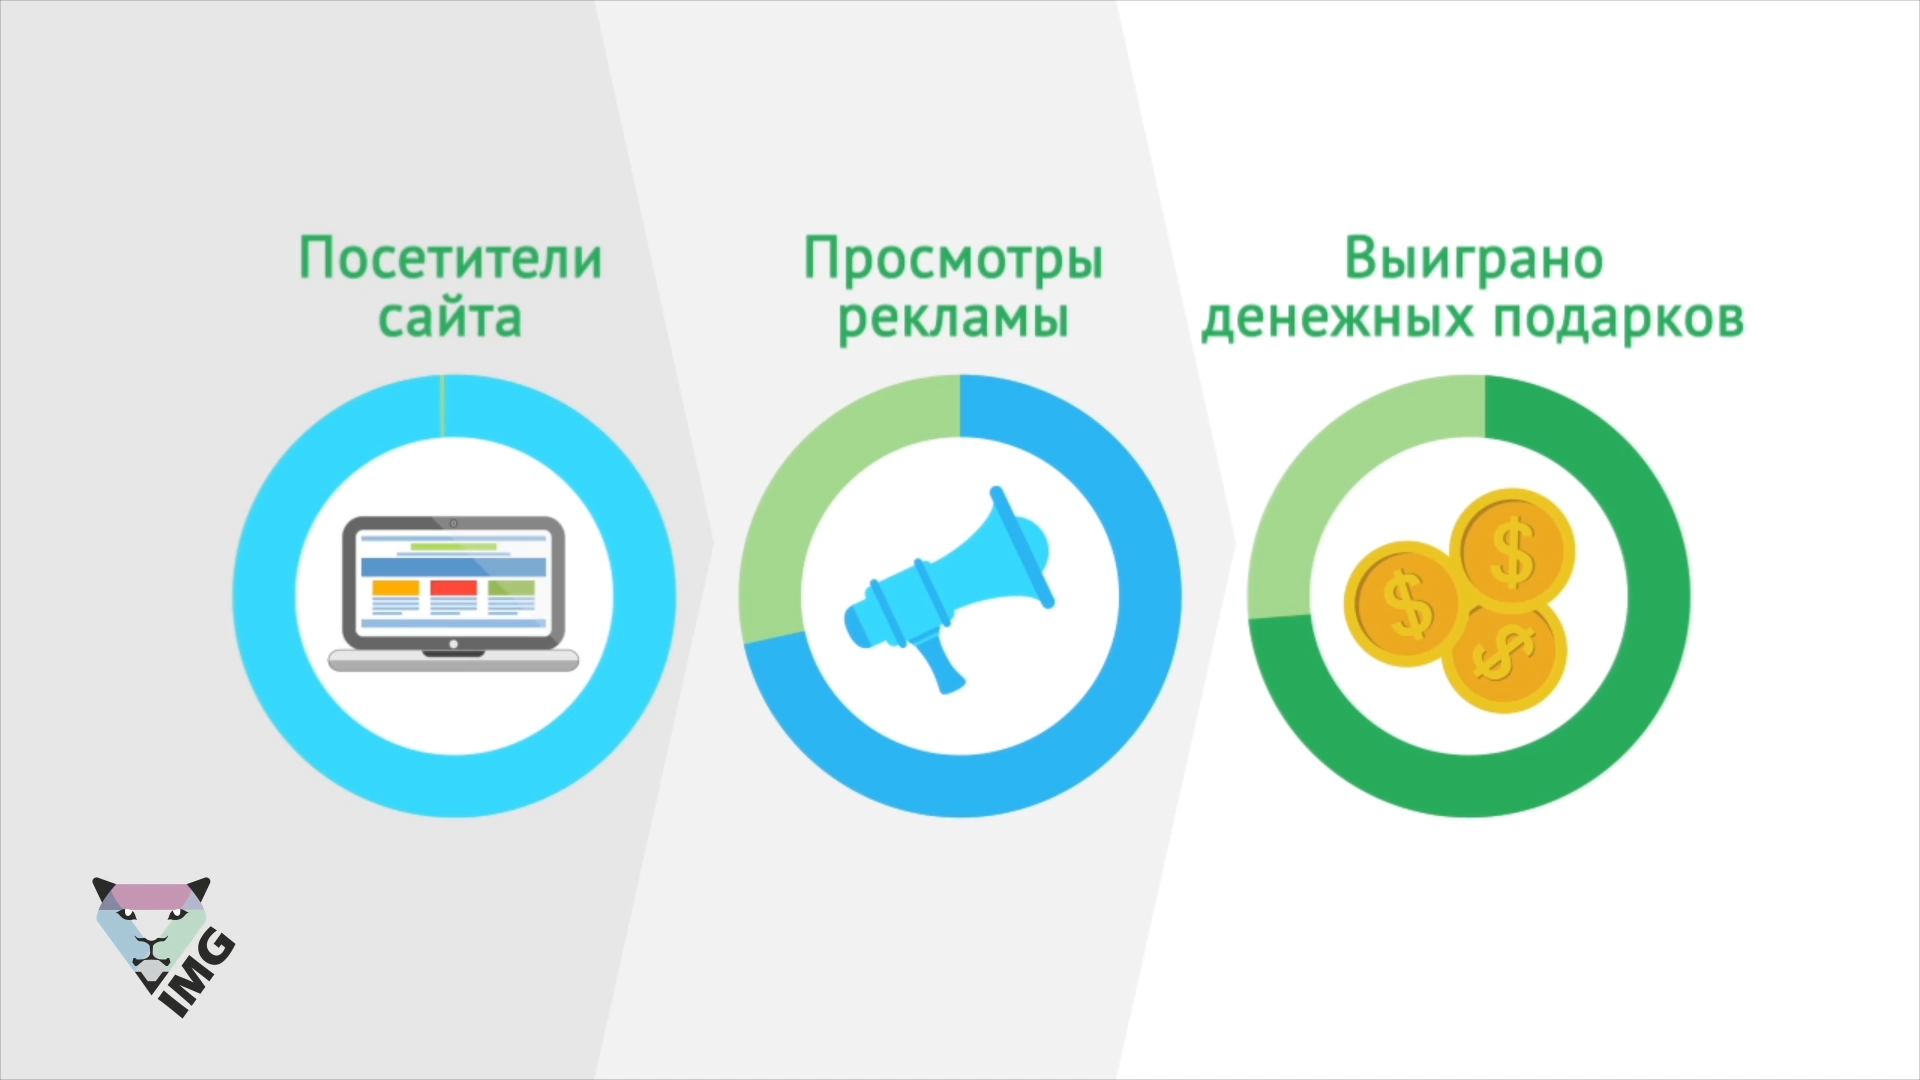 Посетители
сайта
Просмотры
рекламы
Выиграно
денежных подарков
$
$
$
IMG